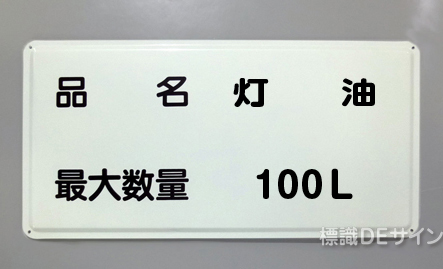 品 名 灯 油
最大数量 100L
標識DEサイン